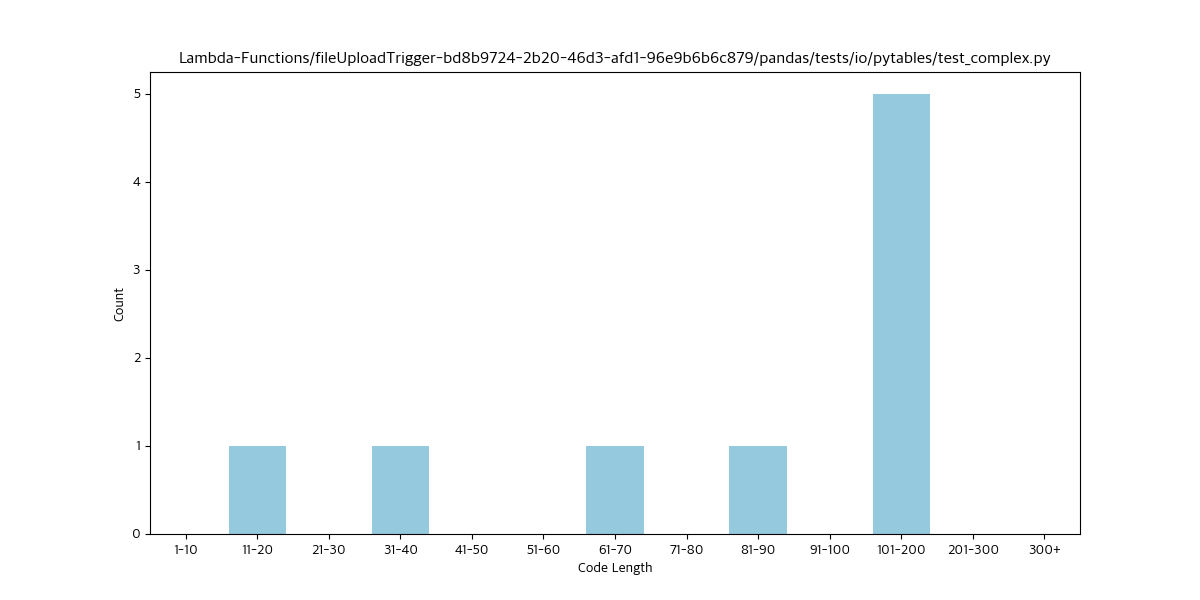 Lambda-Functions/fileUploadTrigger-bd8b9724-2b20-46d3-afd1-96e9b6b6c879/pandas/tests/io/pytables/test_complex.py
5
4
3
2
1
0
Count
1-10 11-20 21-30 31-40 41-50 51-60 61-70 71-80 81-90 91-100 101-200 201-300 300+
Code Length